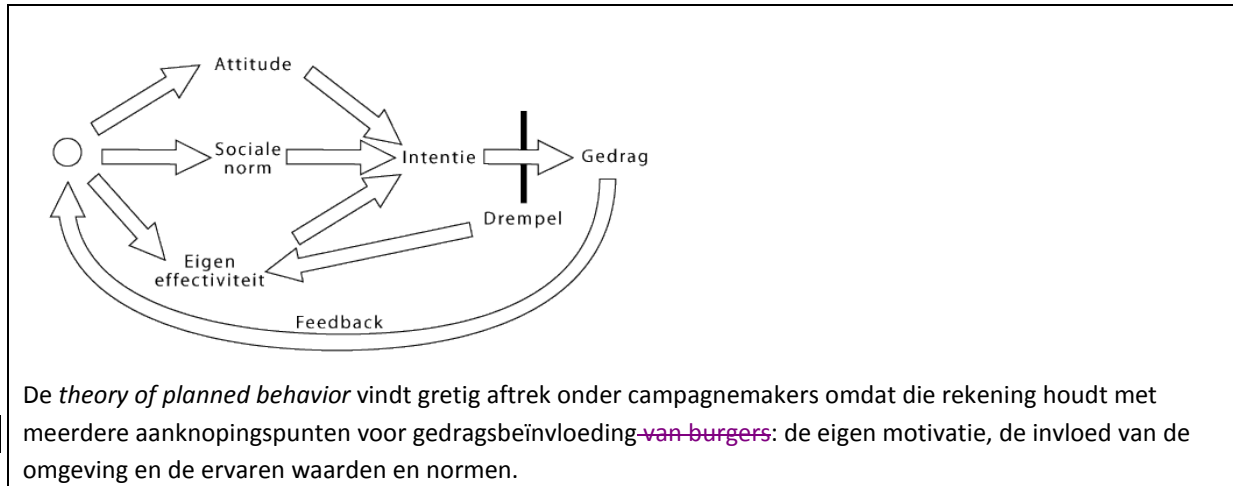 Attitude
Sociale
norm
Intentie
Gedrag
Drempel
Eigen
effectiviteit
Feedback
De theory of planned behavior vindt gretig aftrek onder campagnemakers omdat die rekening houdt met
meerdere aanknopingspunten voor gedragsbeïnvloeding van burgers: de eigen motivatie, de invloed van de
omgeving en de ervaren waarden en normen.